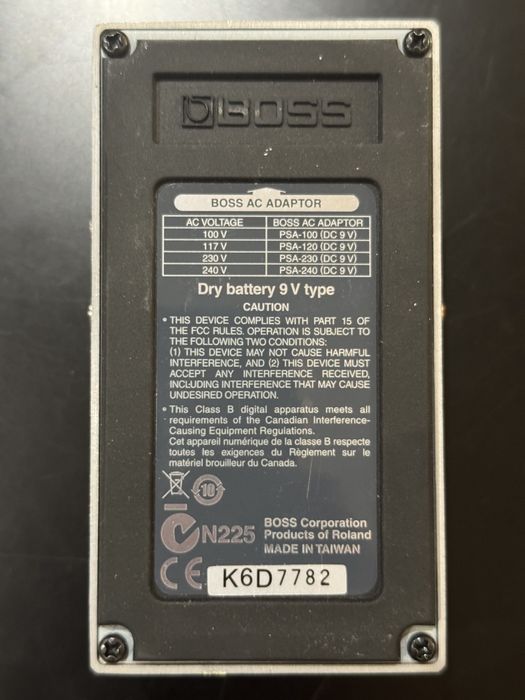 BOSS
BOSS AC ADAPTOR
AC VOLTAGE BOSS AC ADAPTOR
100 V PSA-100 (DC 9 V)
117 V PSA-120 (DC 9 V)
230 V PSA-230 (DC 9 V)
240 V PSA-240 (DC 9 V)
Dry battery 9 V type
CAUTION
• THIS DEVICE COMPLIES WITH PART 15 OF
THE FCC RULES. OPERATION IS SUBJECT TO
THE FOLLOWING TWO CONDITIONS:
(1) THIS DEVICE MAY NOT CAUSE HARMFUL
INTERFERENCE, AND (2) THIS DEVICE MUST
ACCEPT ANY INTERFERENCE RECEIVED,
INCLUDING INTERFERENCE THAT MAY CAUSE
UNDESIRED OPERATION.
• This Class B digital apparatus meets all
requirements of the Canadian Interference-
Causing Equipment Regulations.
Cet appareil numérique de la classe B respecte
toutes les exigences du Règlement sur le
matériel brouilleur du Canada.
10
N225
BOSS Corporation
Products of Roland
MADE IN TAIWAN
CE
K6D7782